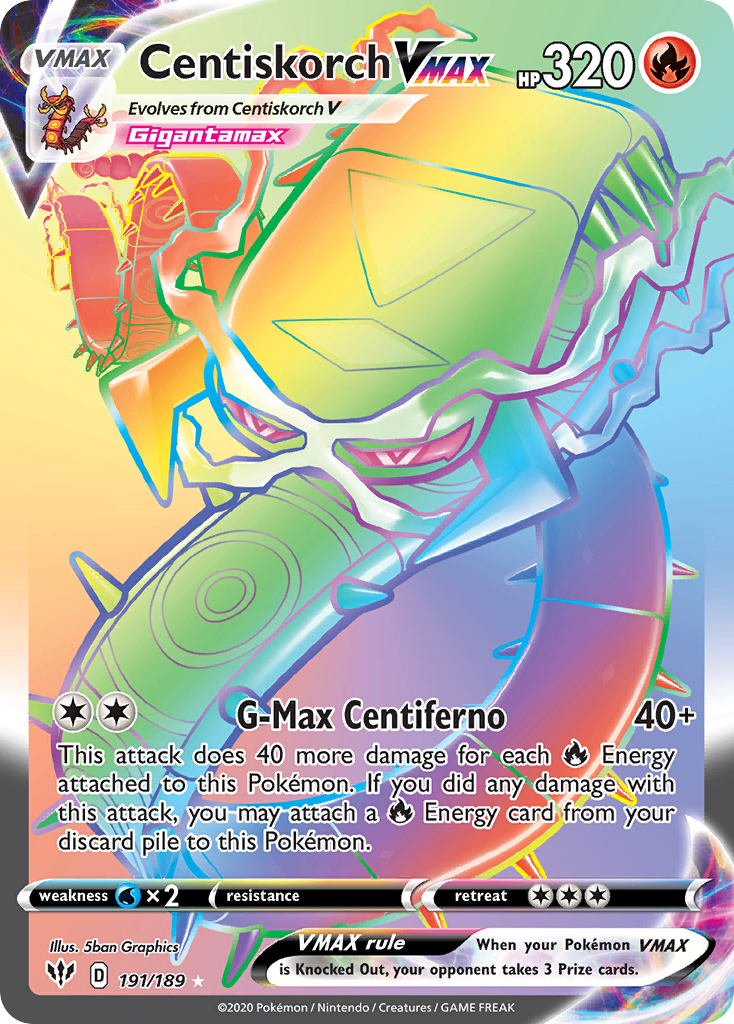 VMAX
Centiskorch VMAX HP 320
Evolves from Centiskorch V
Gigantamax
G-Max Centiferno 40+
This attack does 40 more damage for each Energy
attached to this Pokémon. If you did any damage with
this attack, you may attach a Energy card from your
discard pile to this Pokémon.
weakness ×2 resistance retreat
Illus. 5ban Graphics
VMAX rule When your Pokémon VMAX
is Knocked Out, your opponent takes 3 Prize cards.
D 191/189
©2020 Pokémon / Nintendo / Creatures / GAME FREAK